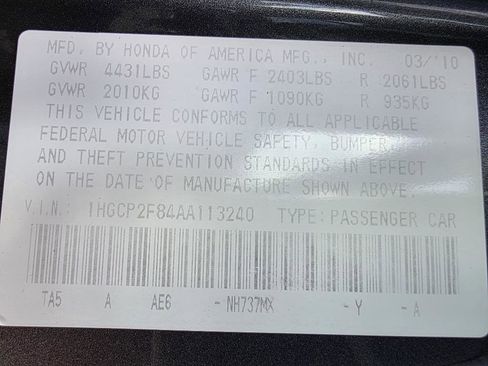 MFD. BY HONDA OF AMERICA MFG., INC. 03/'10
GVWR 4431LBS GAWR F 2403LBS R 2061LBS
GVWR 2010KG GAWR F 1090KG R 935KG
THIS VEHICLE CONFORMS TO ALL APPLICABLE
FEDERAL MOTOR VEHICLE SAFETY, BUMPER,
AND THEFT PREVENTION STANDARDS IN EFFECT
ON THE DATE OF MANUFACTURE SHOWN ABOVE.
V.I.N.: 1HGCP2F84AA113240 TYPE:PASSENGER CAR
TA5 A AE6 - NH737MX - Y - A